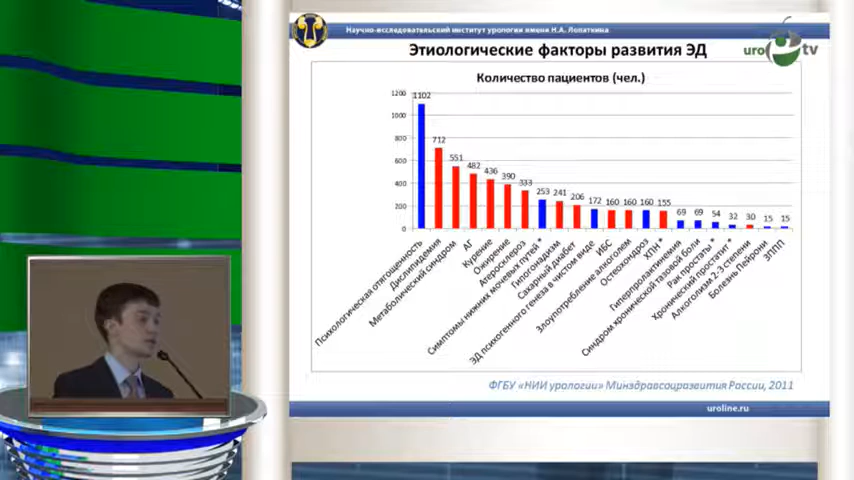 Научно-исследовательский институт урологии имени Н.А. Лопаткина
Этиологические факторы развития ЭД
uro tv
Количество пациентов (чел.)
1200
1000
800
600
400
200
0
1102
712
551
482
436
390
333
253
241
206
172
160
160
160
155
69
69
54
32
30
15
15
Психологическая отягощенность
Дислипидемия
Метаболический синдром
АГ
Курение
Ожирение
Атеросклероз
Симптомы нижних мочевых путей *
Гипогонадизм
Сахарный диабет
ЭД психогенного генеза в чистом виде
ИБС
Злоупотребление алкоголем
Остеохондроз
ХПН *
Гиперпролактинемия
Синдром хронической тазовой боли
Рак простаты *
Хронический простатит *
Алкоголизм 2-3 степени
Болезнь Пейрони
ЗППП
ФГБУ «НИИ урологии» Минздравсоцразвития России, 2011
uroline.ru